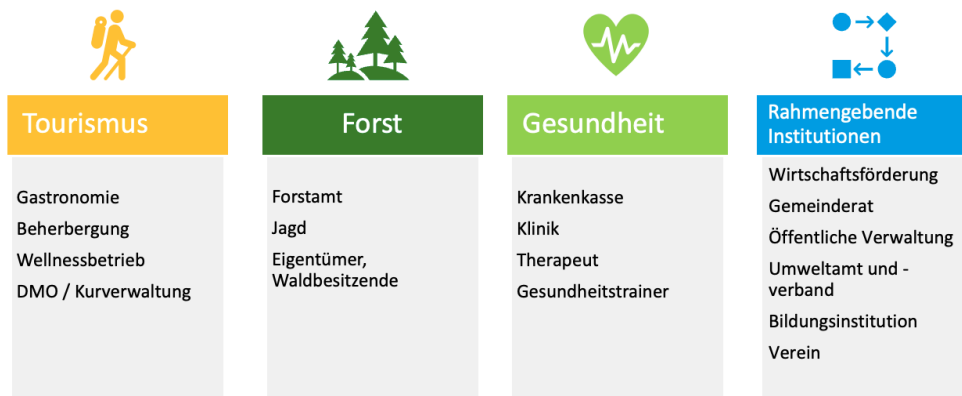 Tourismus
Gastronomie
Beherbergung
Wellnessbetrieb
DMO / Kurverwaltung
Forst
Forstamt
Jagd
Eigentümer,
Waldbesitzende
Gesundheit
Krankenkasse
Klinik
Therapeut
Gesundheitstrainer
Rahmengebende
Institutionen
Wirtschaftsförderung
Gemeinderat
Öffentliche Verwaltung
Umweltamt und -
verband
Bildungsinstitution
Verein